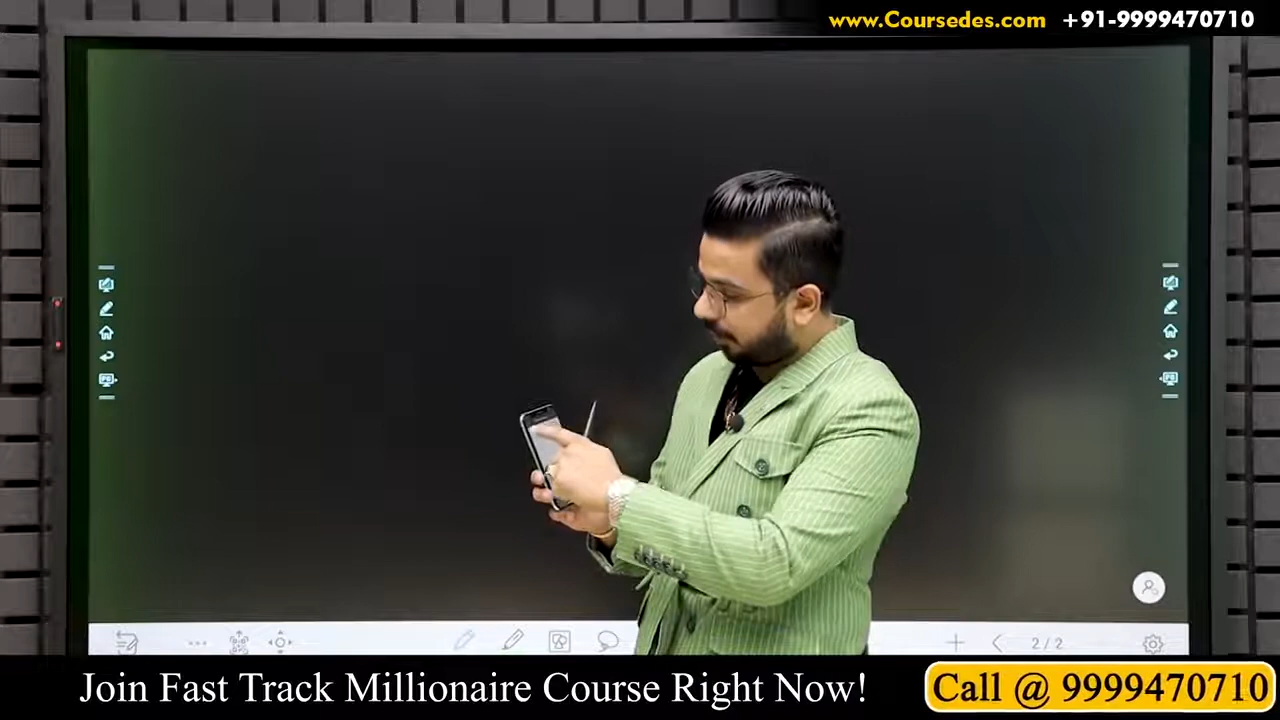 www.Coursedes.com +91-9999470710
2/2
Join Fast Track Millionaire Course Right Now!
Call @ 9999470710